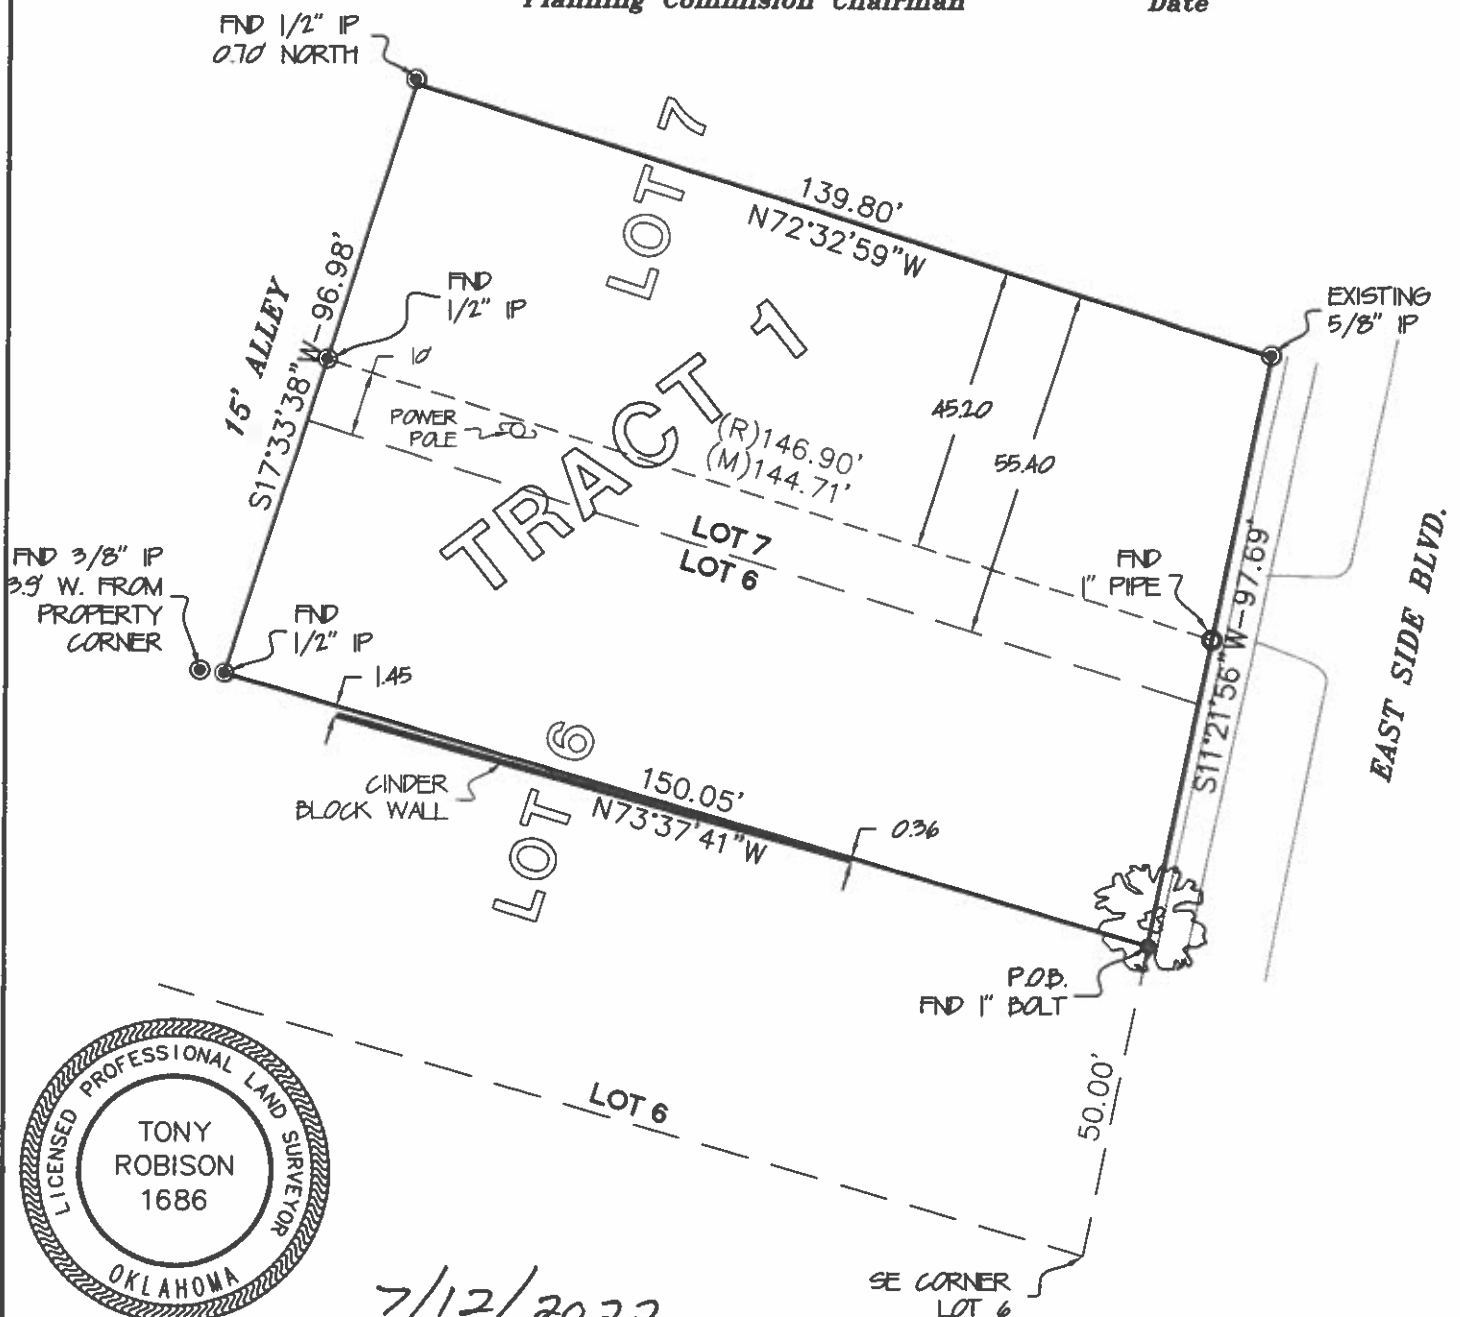 Planning Commision Chairman
Date
FND 1/2" IP
0.70' NORTH
LOT 7
139.80'
N72°32'59"W
EXISTING
5/8" IP
FND
1/2" IP
15' ALLEY
S17°33'38"W-96.98'
10'
POWER
POLE
TRACT 1
(R)146.90'
(M)144.71'
45.20
55.40
LOT 7
LOT 6
FND
1" PIPE
S11°21'56"W-97.69'
EAST SIDE BLVD.
FND 3/8" IP
3.9' W. FROM
PROPERTY
CORNER
FND
1/2" IP
1.45
CINDER
BLOCK WALL
LOT 6
150.05'
N73°37'41"W
0.36
P.O.B.
FND 1" BOLT
50.00'
LOT 6
SE CORNER
LOT 6
LICENSED PROFESSIONAL LAND SURVEYOR
TONY
ROBISON
1686
OKLAHOMA